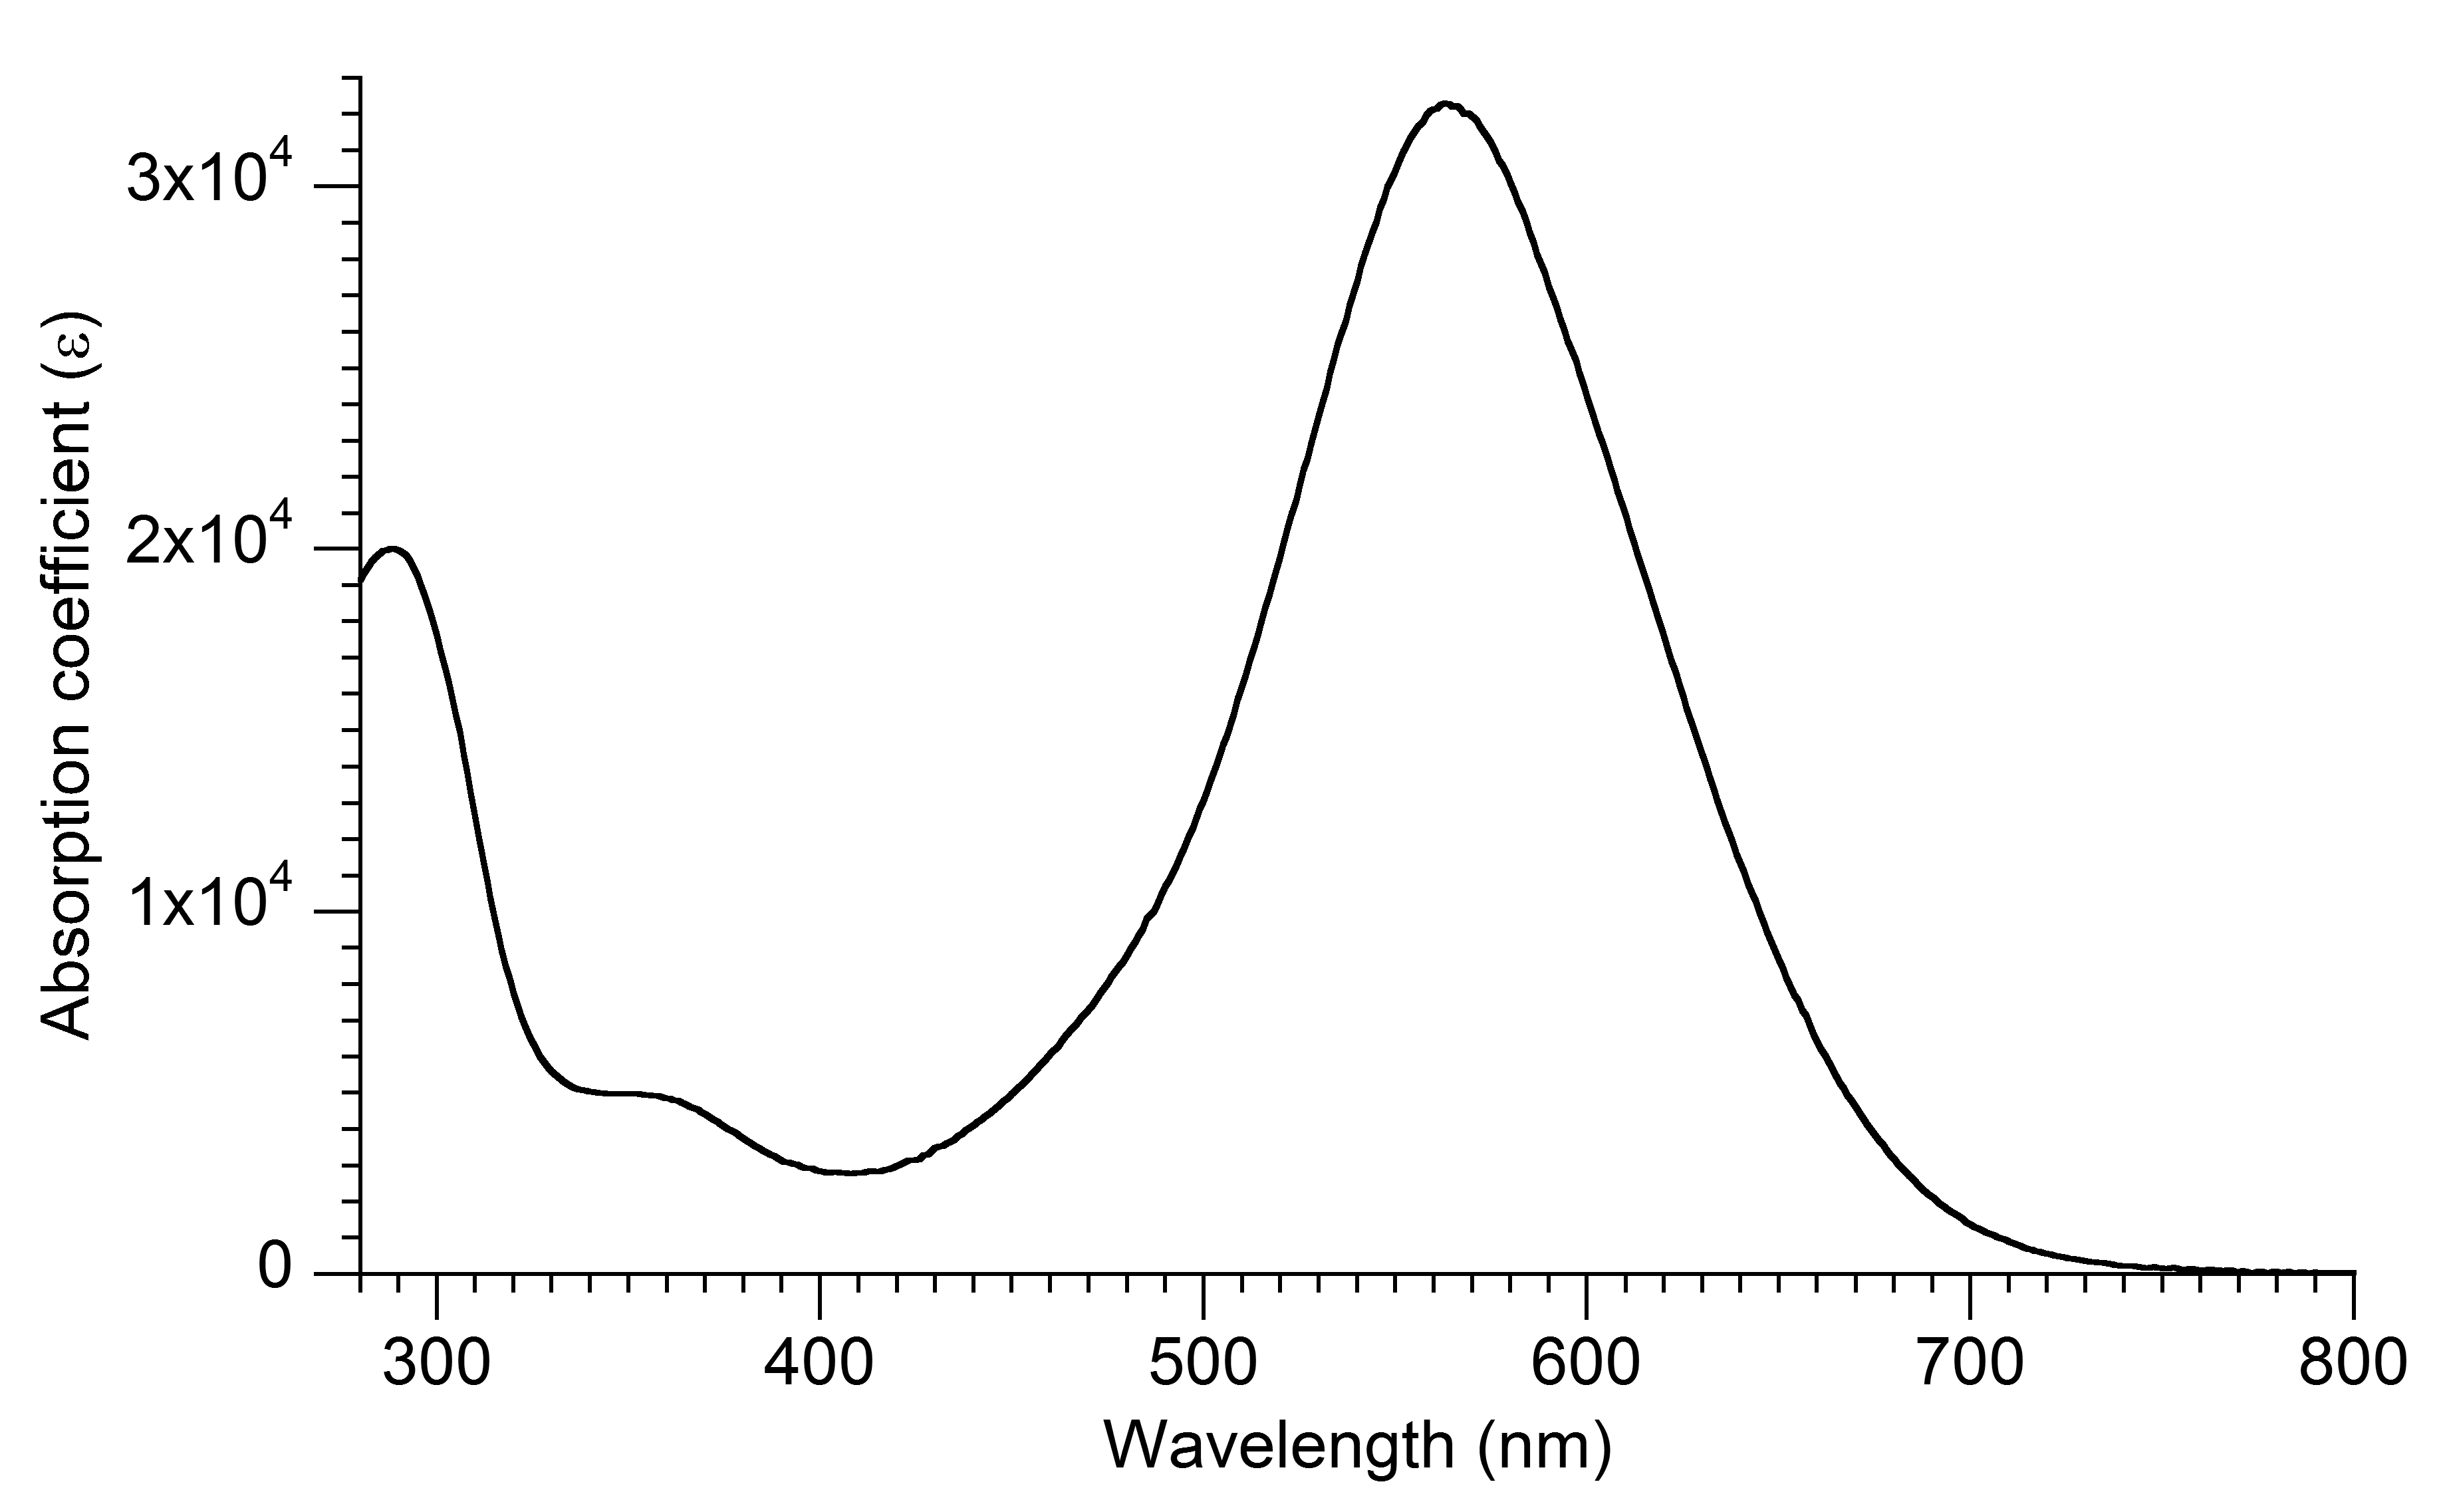 Absorption coefficient (ε)
3x10⁴
2x10⁴
1x10⁴
0
300 400 500 600 700 800
Wavelength (nm)